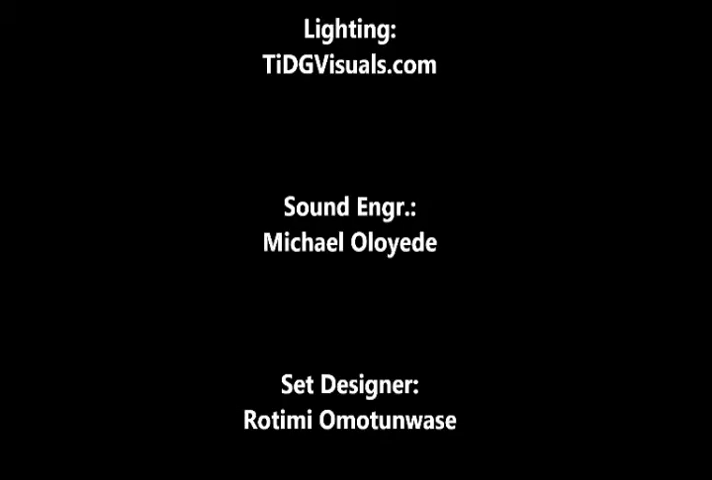 Lighting:
TiDGVisuals.com
Sound Engr.:
Michael Oloyede
Set Designer:
Rotimi Omotunwase